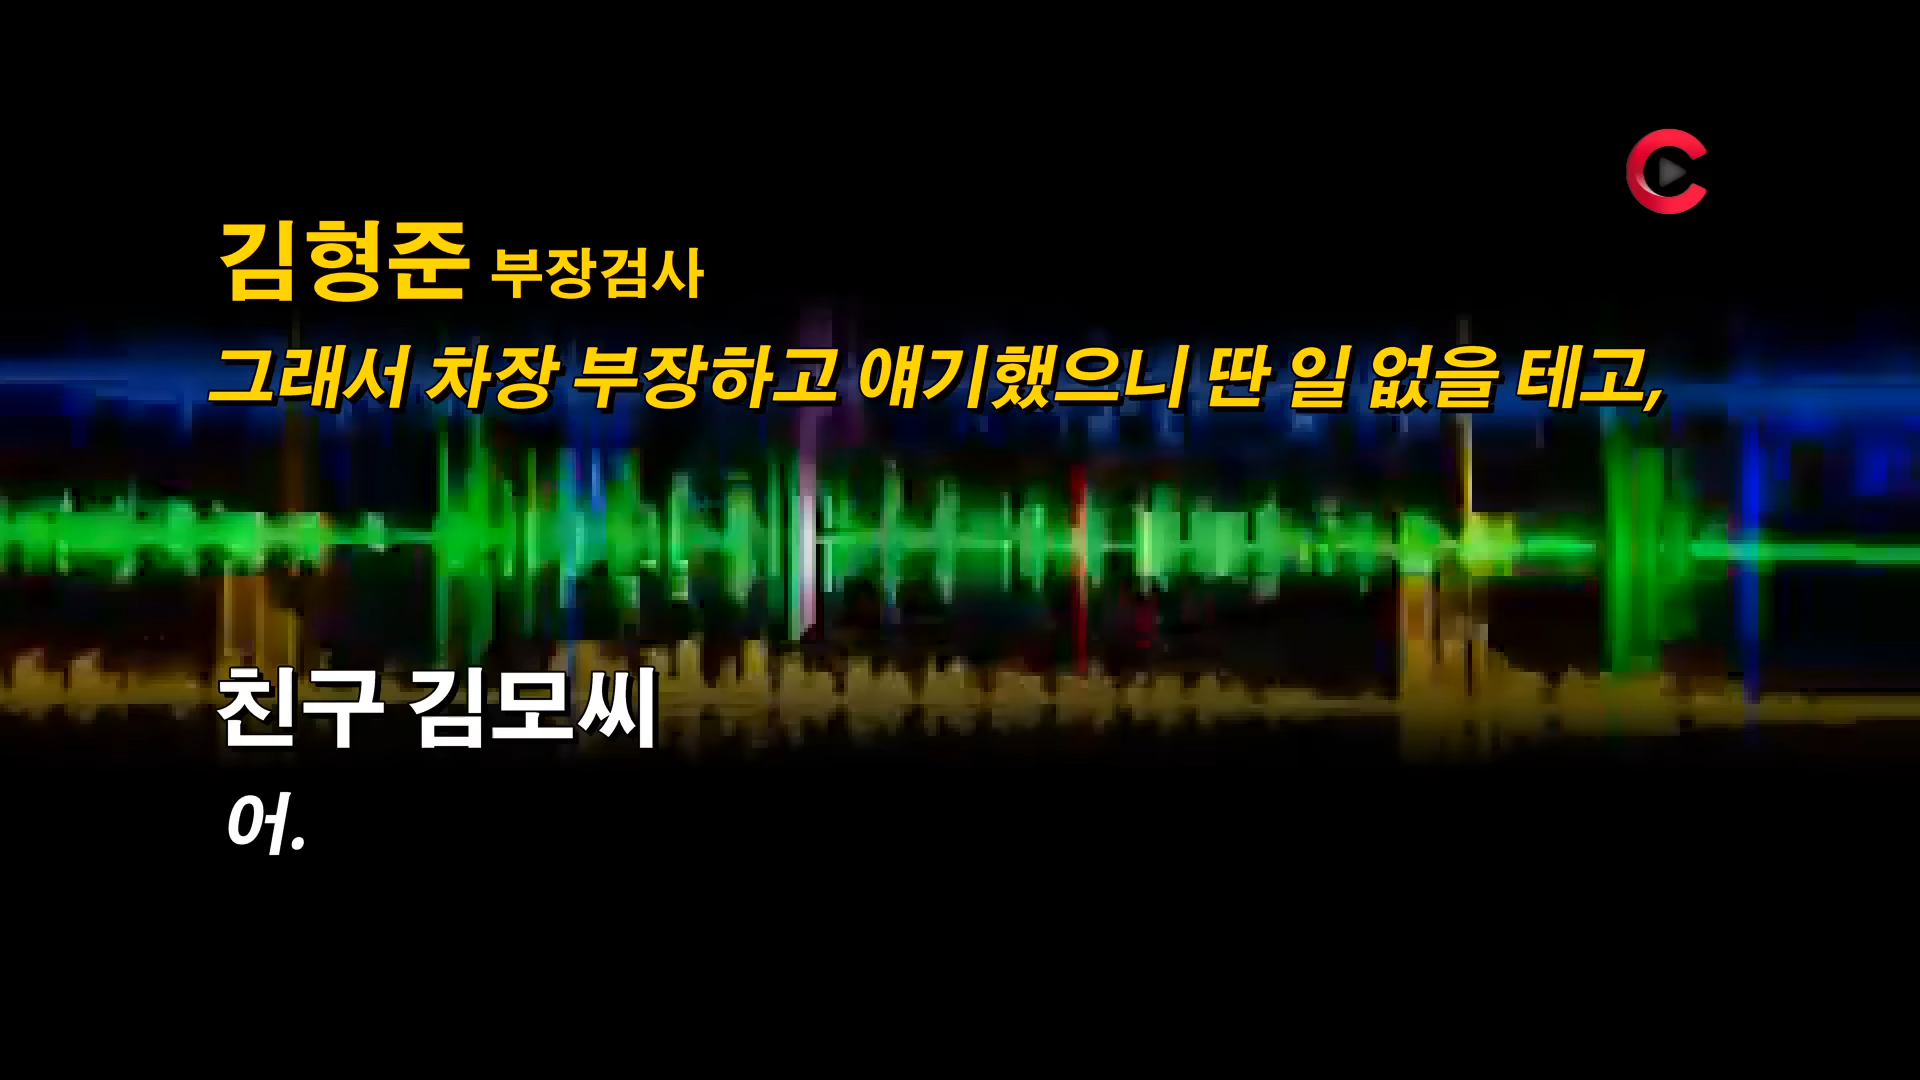 김형준 부장검사
그래서 차장 부장하고 얘기했으니 딴 일 없을 테고,
친구 김모씨
어.